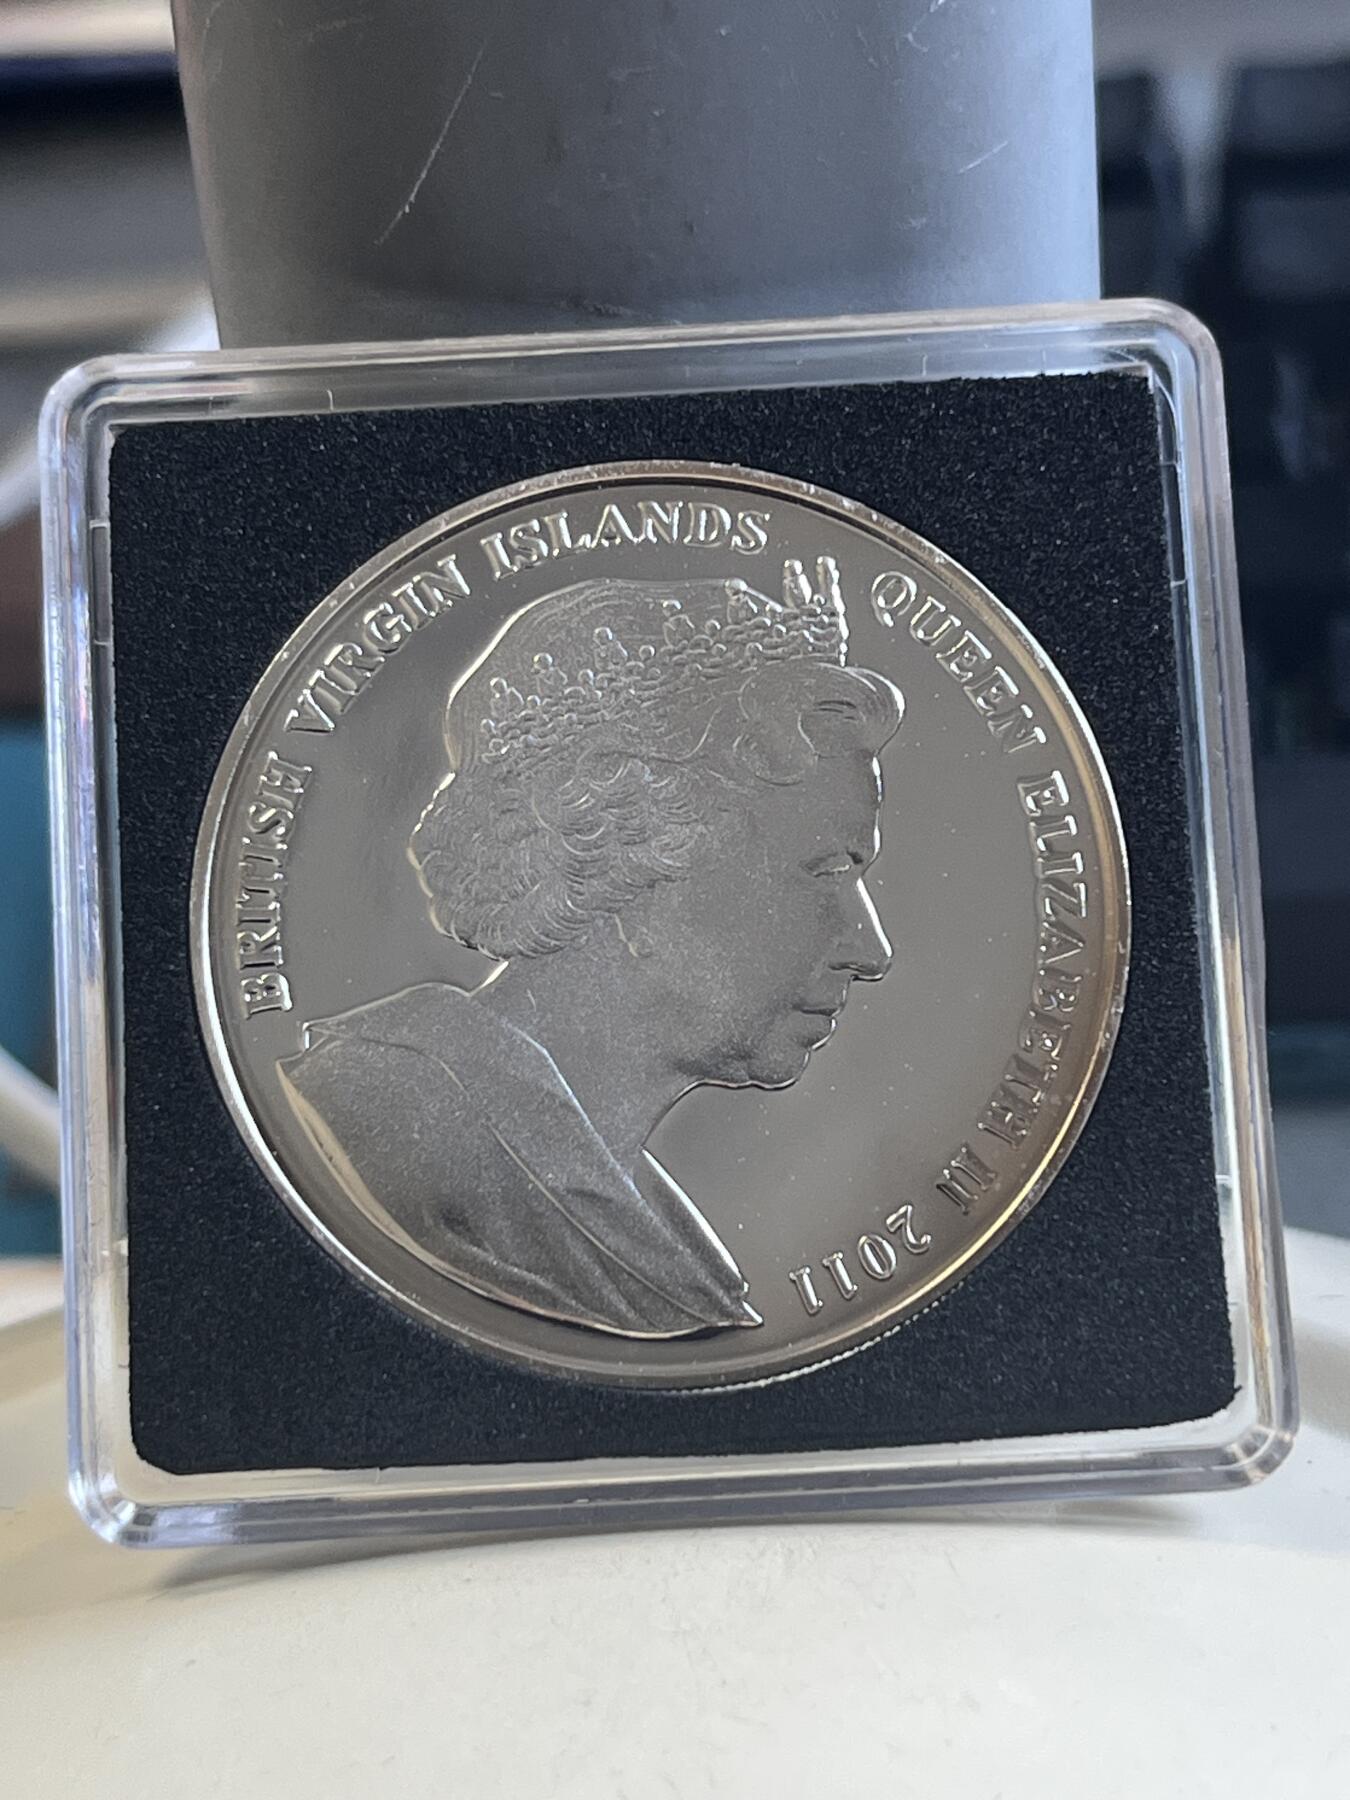 BRITISH VIRGIN ISLANDS QUEEN ELIZABETH II 2011